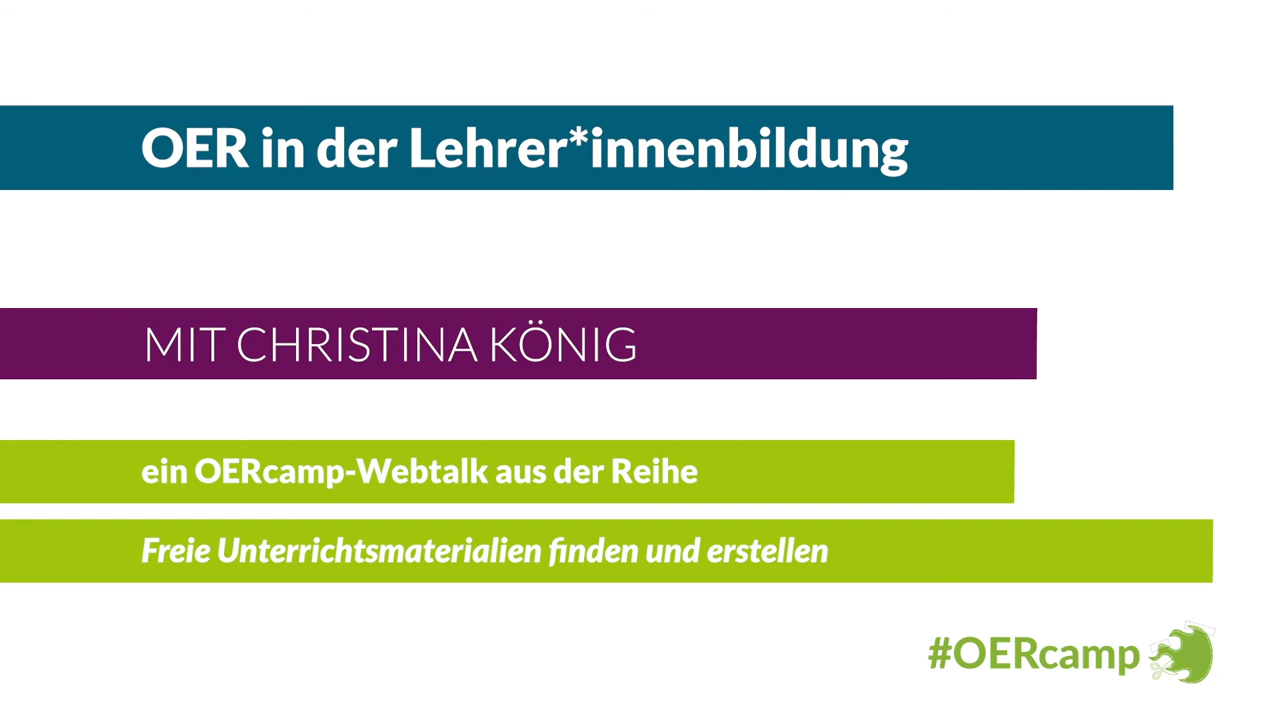 OER in der Lehrer*innenbildung
MIT CHRISTINA KÖNIG
ein OERcamp-Webtalk aus der Reihe
Freie Unterrichtsmaterialien finden und erstellen
#OERcamp